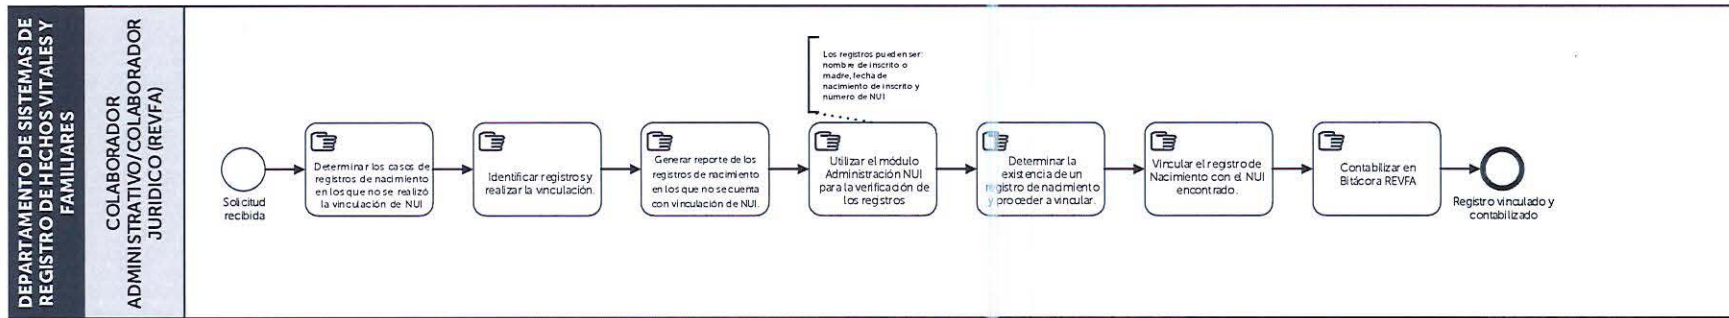 DEPARTAMENTO DE SISTEMAS DE
REGISTRO DE HECHOS VITALES Y
FAMILIARES
COLABORADOR
ADMINISTRATIVO/COLABORADOR
JURIDICO (REVFA)
Solicitud
recibida
Determinar los casos de
registros de nacimiento
en los que no se realizó
la vinculación de NUI
Identificar registros y
realizar la vinculación.
Generar reporte de los
registros de nacimiento
en los que no se cuenta
con vinculación de NUI.
Los registros pueden ser:
nombre de inscrito o
madre, fecha de
nacimiento de inscrito y
número de NUI
Utilizar el módulo
Administración NUI
para la verificación de
los registros
Determinar la
existencia de un
registro de nacimiento
y proceder a vincular.
Vincular el registro de
Nacimiento con el NUI
encontrado.
Contabilizar en
Bitácora REVFA
Registro vinculado y
contabilizado